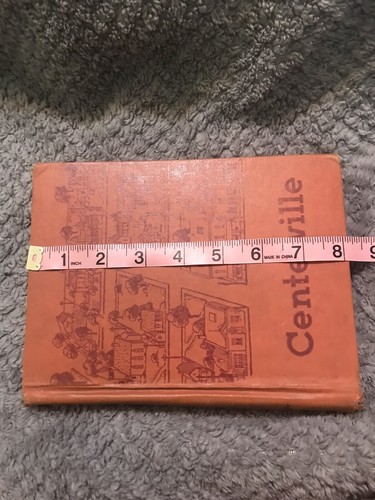 1 INCH 2 3 4 5 6 MADE IN CHINA 7 8 9
Centerville